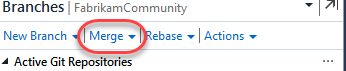 Branches | FabrikamCommunity
New Branch | Merge | Rebase | Actions |
Active Git Repositories